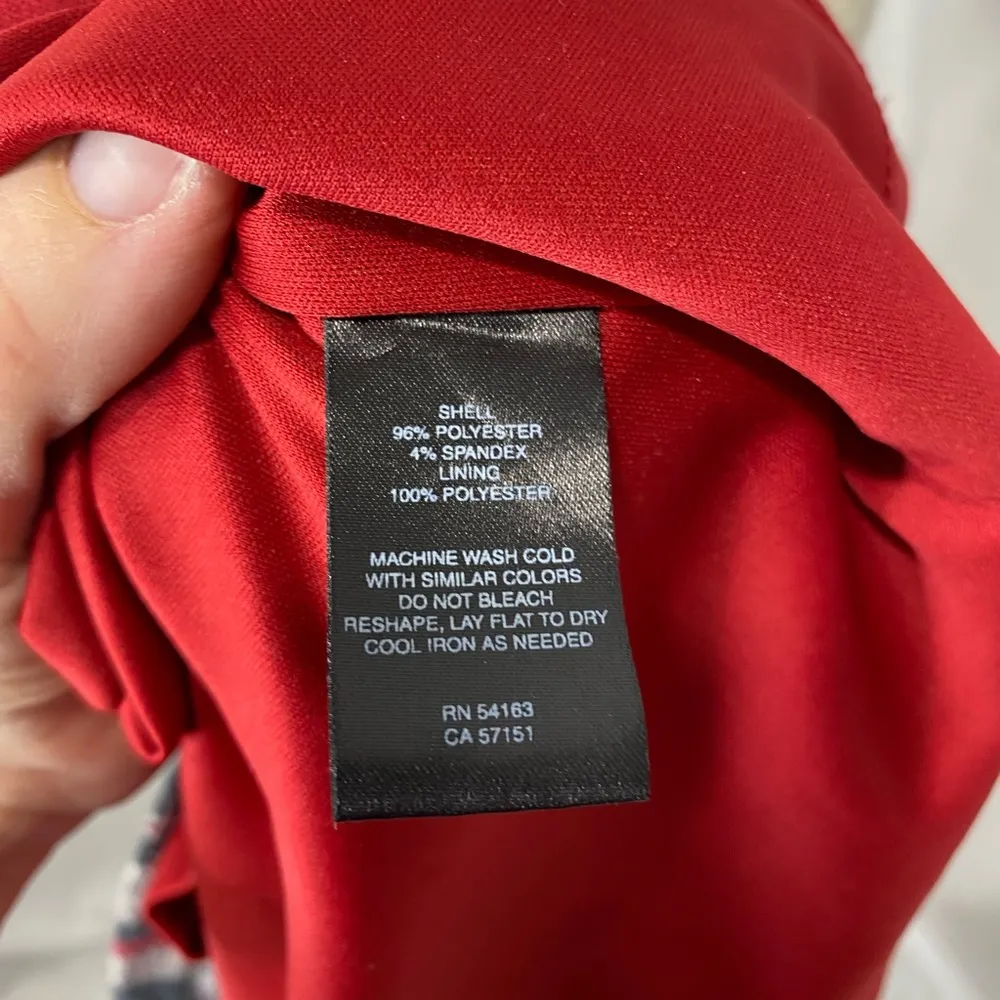 SHELL
96% POLYESTER
4% SPANDEX
LINING
100% POLYESTER
MACHINE WASH COLD
WITH SIMILAR COLORS
DO NOT BLEACH
RESHAPE, LAY FLAT TO DRY
COOL IRON AS NEEDED
RN 54163
CA 57151